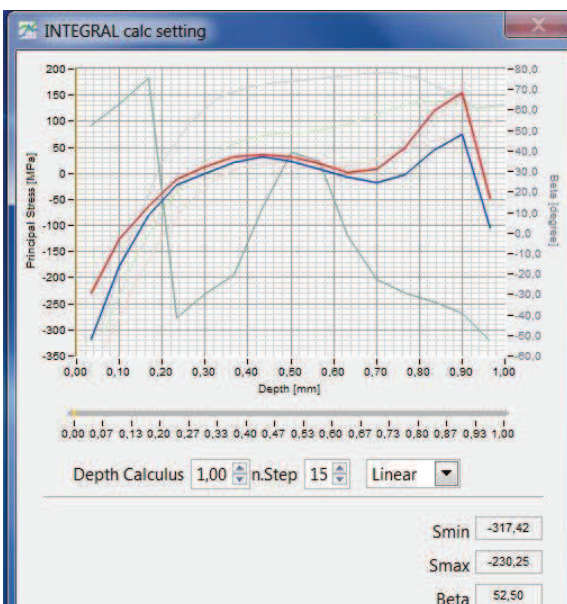 INTEGRAL calc setting
200
150
100
50
0
-50
-100
-150
-200
-250
-300
-350
Principal Stress [MPa]
80,0
70,0
60,0
50,0
40,0
30,0
20,0
10,0
0,0
-10,0
-20,0
-30,0
-40,0
-50,0
-60,0
Beta [degree]
0,00 0,10 0,20 0,30 0,40 0,50 0,60 0,70 0,80 0,90 1,00
Depth [mm]
0,00 0,07 0,13 0,20 0,27 0,33 0,40 0,47 0,53 0,60 0,67 0,73 0,80 0,87 0,93 1,00
Depth Calculus 1,00 n.Step 15 Linear
Smin -317,42
Smax -230,25
Beta 52,50